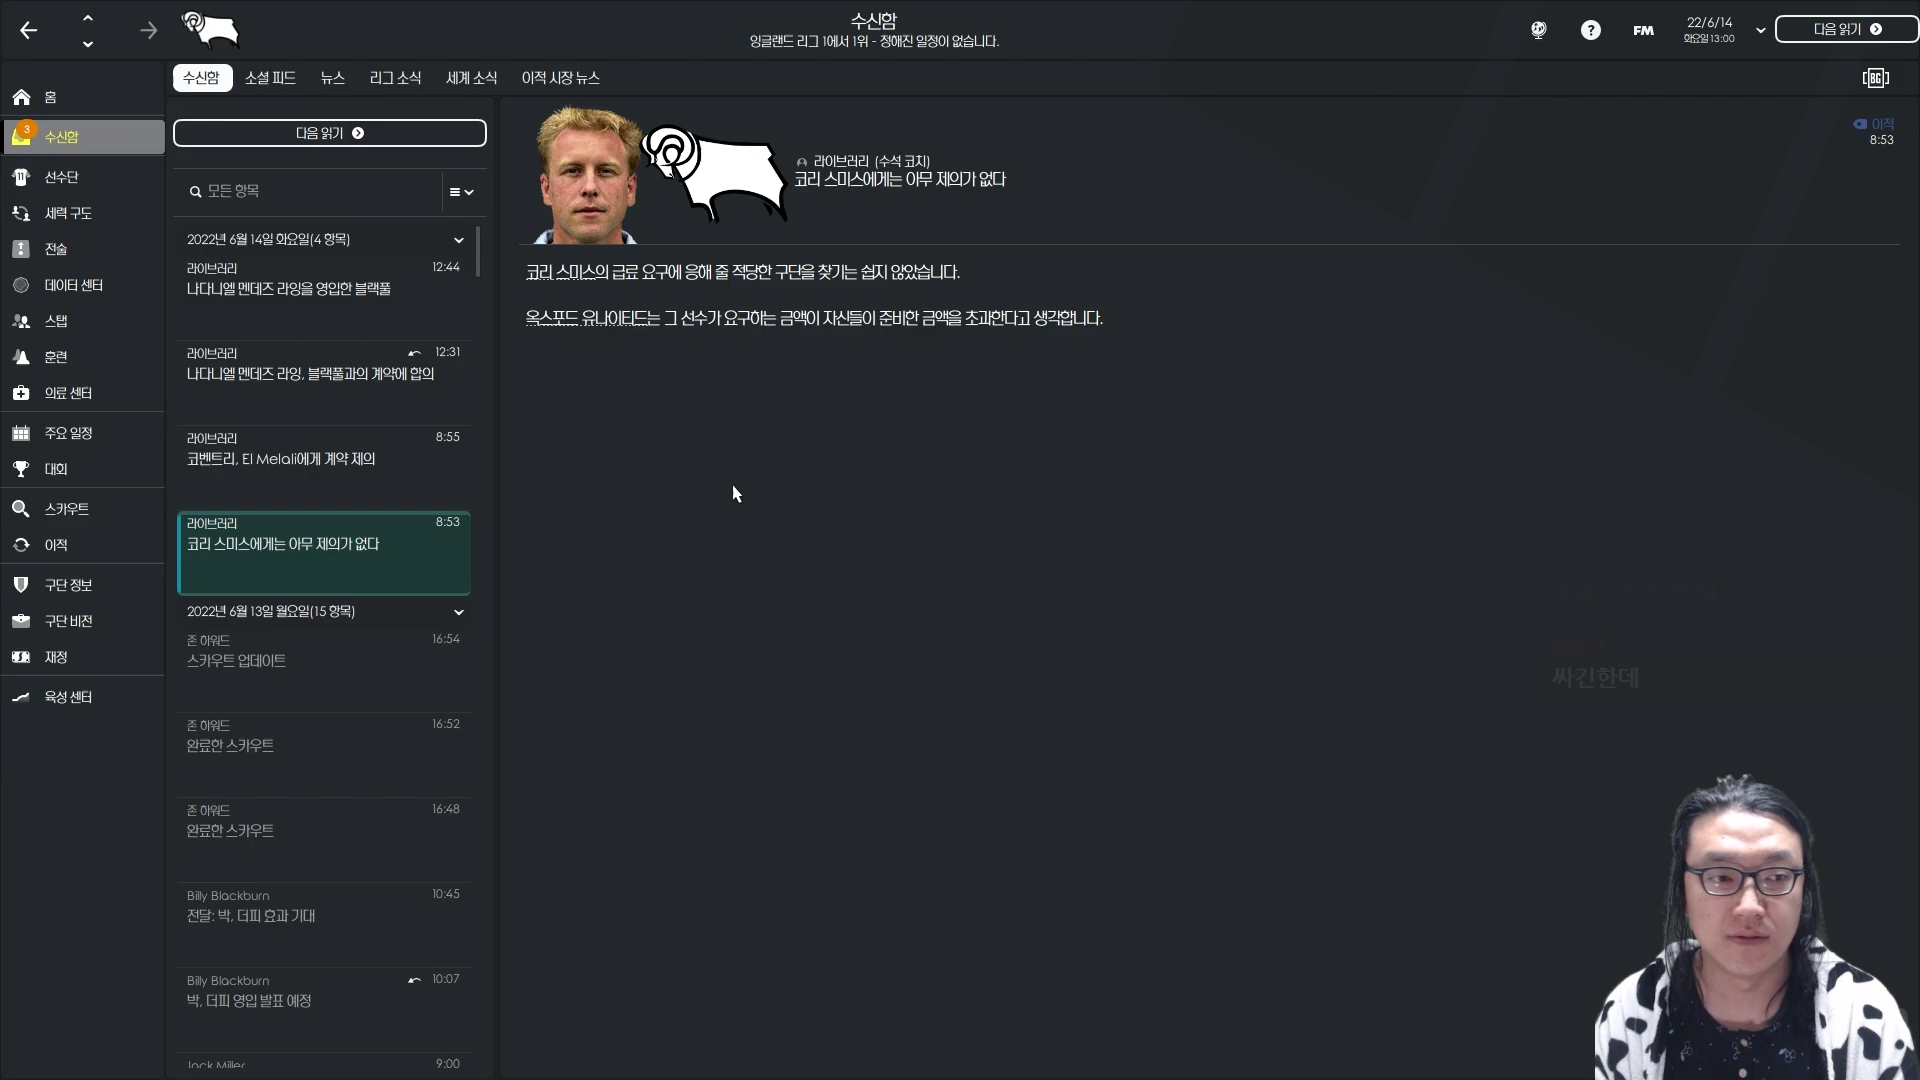 수신함
잉글랜드 리그 1에서 1위 - 정해진 일정이 없습니다.
?
FM
22/6/14
화요일 13:00
다음 읽기
수신함
소셜 피드
뉴스
리그 소식
세계 소식
이적 시장 뉴스
[BG]
홈
3
수신함
선수단
세력 구도
전술
데이터 센터
스탭
훈련
의료 센터
주요 일정
대회
스카우트
이적
구단 정보
구단 비전
재정
육성 센터
다음 읽기
모든 항목
2022년 6월 14일 화요일(4 항목)
라이브러리 12:44
나다니엘 멘데즈 라잉을 영입한 블랙풀
라이브러리 12:31
나다니엘 멘데즈 라잉, 블랙풀과의 계약에 합의
라이브러리 8:55
코벤트리, El Melali에게 계약 제의
라이브러리 8:53
코리 스미스에게는 아무 제의가 없다
2022년 6월 13일 월요일(15 항목)
존 하워드 16:54
스카우트 업데이트
존 하워드 16:52
완료한 스카우트
존 하워드 16:48
완료한 스카우트
Billy Blackburn 10:45
전달: 박, 더피 효과 기대
Billy Blackburn 10:07
박, 더피 영입 발표 예정
Jack Miller 9:00
라이브러리 (수석 코치)
코리 스미스에게는 아무 제의가 없다
이적
8:53
코리 스미스의 급료 요구에 응해 줄 적당한 구단을 찾기는 쉽지 않았습니다.
옥스포드 유나이티드는 그 선수가 요구하는 금액이 자신들이 준비한 금액을 초과한다고 생각합니다.
싸긴한데